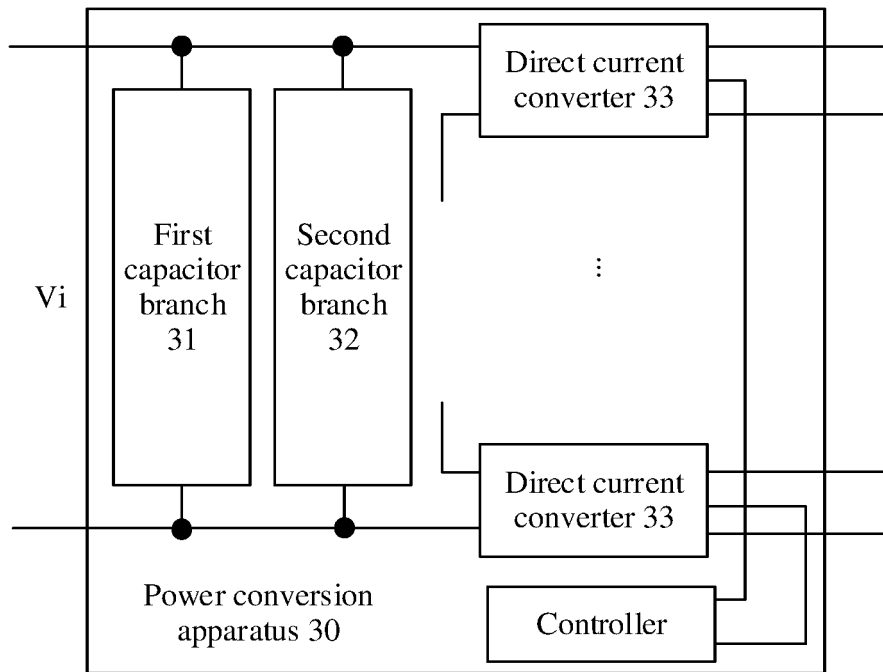 Direct current
converter 33
First
capacitor
branch
31
Second
capacitor
branch
32
Vi
⋮
Direct current
converter 33
Power conversion
apparatus 30
Controller